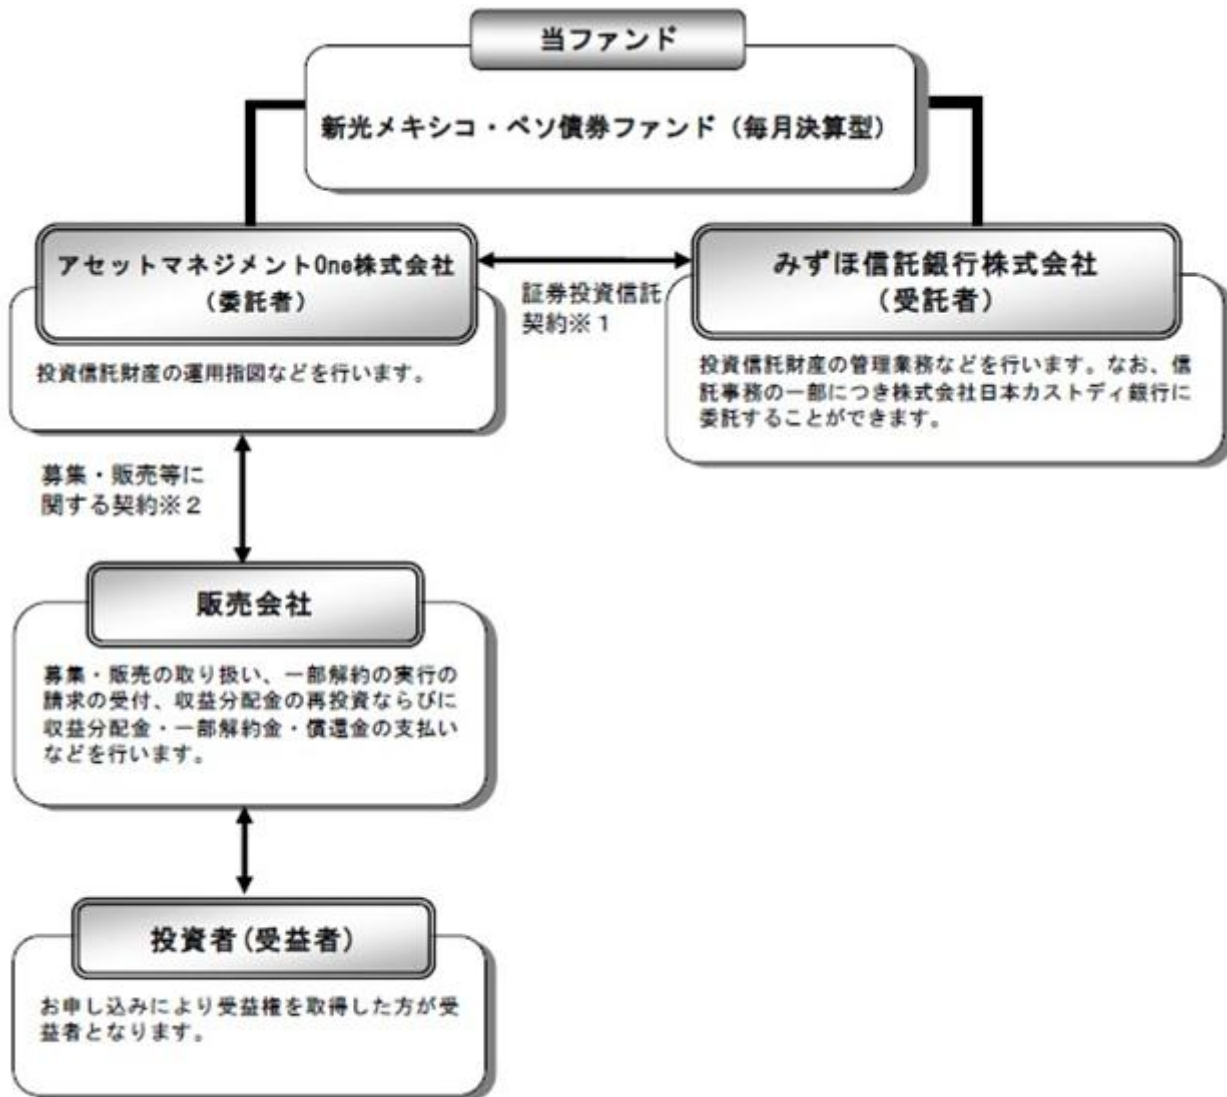 当ファンド
新光メキシコ・ペソ債券ファンド（毎月決算型）
アセットマネジメントOne株式会社
（委託者）
投資信託財産の運用指図などを行います。
証券投資信託
契約※１
みずほ信託銀行株式会社
（受託者）
投資信託財産の管理業務などを行います。なお、信
託事務の一部につき株式会社日本カストディ銀行に
委託することができます。
募集・販売等に
関する契約※２
販売会社
募集・販売の取り扱い、一部解約の実行の
請求の受付、収益分配金の再投資ならびに
収益分配金・一部解約金・償還金の支払い
などを行います。
投資者(受益者)
お申し込みにより受益権を取得した方が受
益者となります。